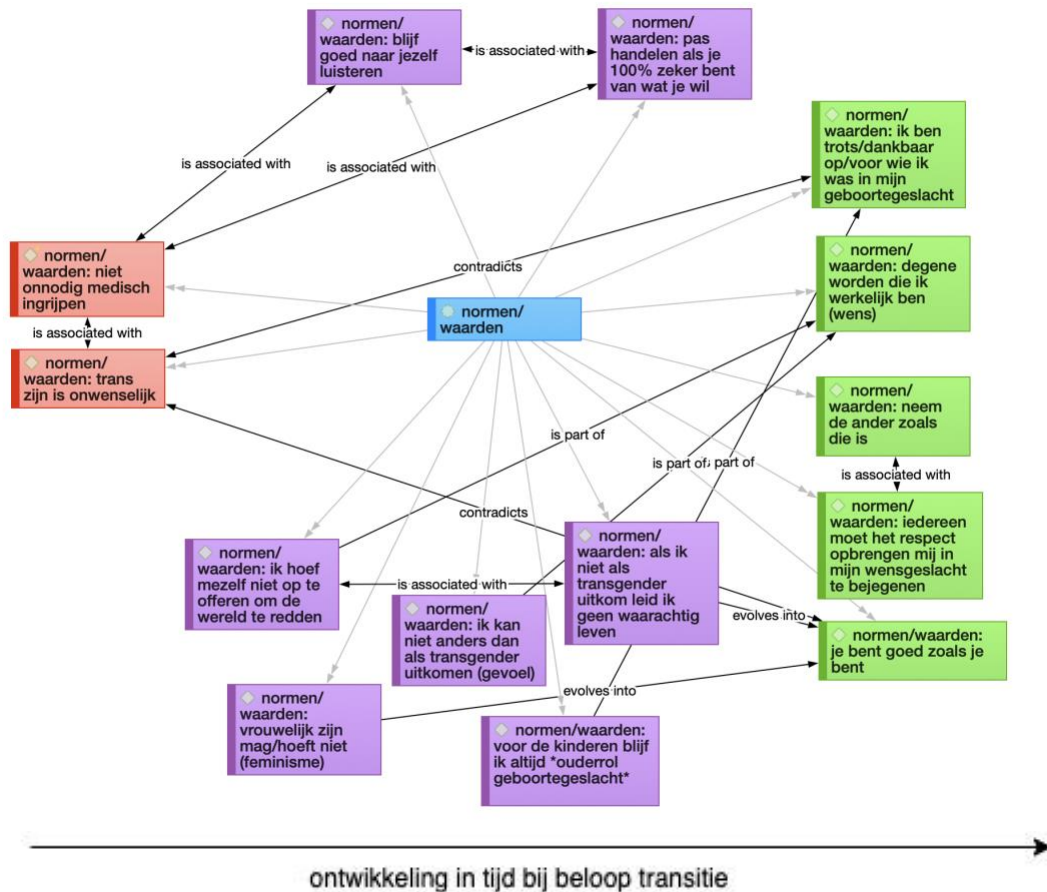 normen/
waarden: blijf
goed naar jezelf
luisteren
is associated with
normen/
waarden: pas
handelen als je
100% zeker bent
van wat je wil
is associated with
is associated with
normen/
waarden: ik ben
trots/dankbaar
op/voor wie ik
was in mijn
geboortegeslacht
normen/
waarden: niet
onnodig medisch
ingrijpen
contradicts
normen/
waarden: degene
worden die ik
werkelijk ben
(wens)
normen/
waarden
is associated with
normen/
waarden: trans
zijn is onwenselijk
normen/
waarden: neem
de ander zoals
die is
is part of
is part of
is part of
is associated with
contradicts
normen/
waarden: iedereen
moet het respect
opbrengen mij in
mijn wensgeslacht
te bejegenen
normen/
waarden: ik hoef
mezelf niet op te
offeren om de
wereld te redden
is associated with
normen/
waarden: als ik
niet als
transgender
uitkom leid ik
geen waarachtig
leven
normen/
waarden: ik kan
niet anders dan
als transgender
uitkomen (gevoel)
evolves into
normen/waarden:
je bent goed zoals je
bent
normen/
waarden:
vrouwelijk zijn
mag/hoeft niet
(feminisme)
evolves into
normen/waarden:
voor de kinderen blijf
ik altijd *ouderrol
geboortegeslacht*
ontwikkeling in tijd bij beloop transitie